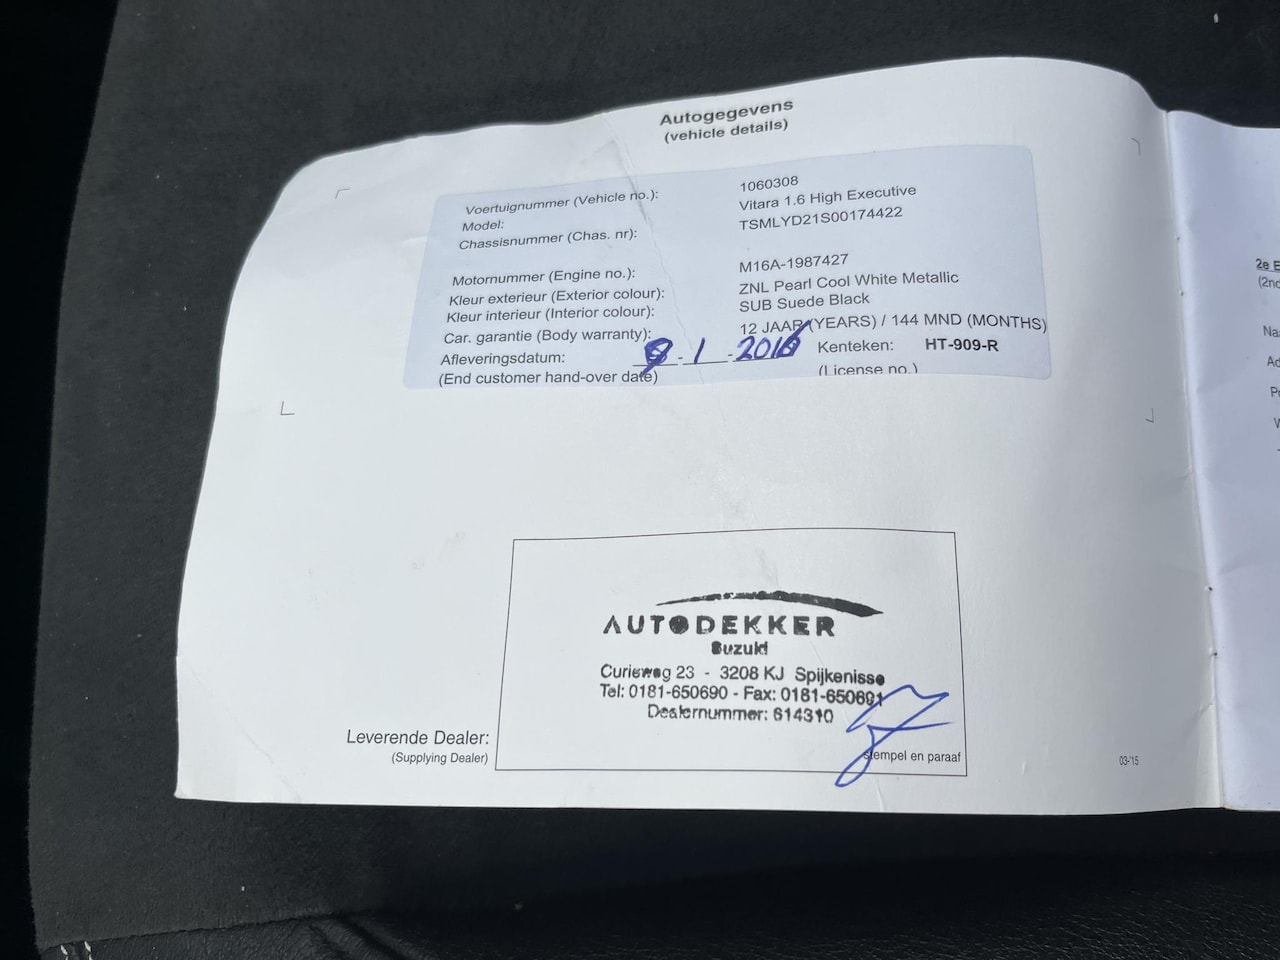 Autogegevens
(vehicle details)
Voertuignummer (Vehicle no.): 1060308
Model: Vitara 1.6 High Executive
Chassisnummer (Chas. nr): TSMLYD21S00174422
Motornummer (Engine no.): M16A-1987427
Kleur exterieur (Exterior colour): ZNL Pearl Cool White Metallic
Kleur interieur (Interior colour): SUB Suede Black
Car. garantie (Body warranty): 12 JAAR (YEARS) / 144 MND (MONTHS)
Afleveringsdatum: 8-1-2016 Kenteken: HT-909-R
(End customer hand-over date) (License no.)
AUTODEKKER
Suzuki
Curieweg 23 - 3208 KJ Spijkenisse
Tel: 0181-650690 - Fax: 0181-650691
Dealernummer: 614310
Leverende Dealer:
(Supplying Dealer)
stempel en paraaf
03-'15
2e E
(2nd
Na
Ad